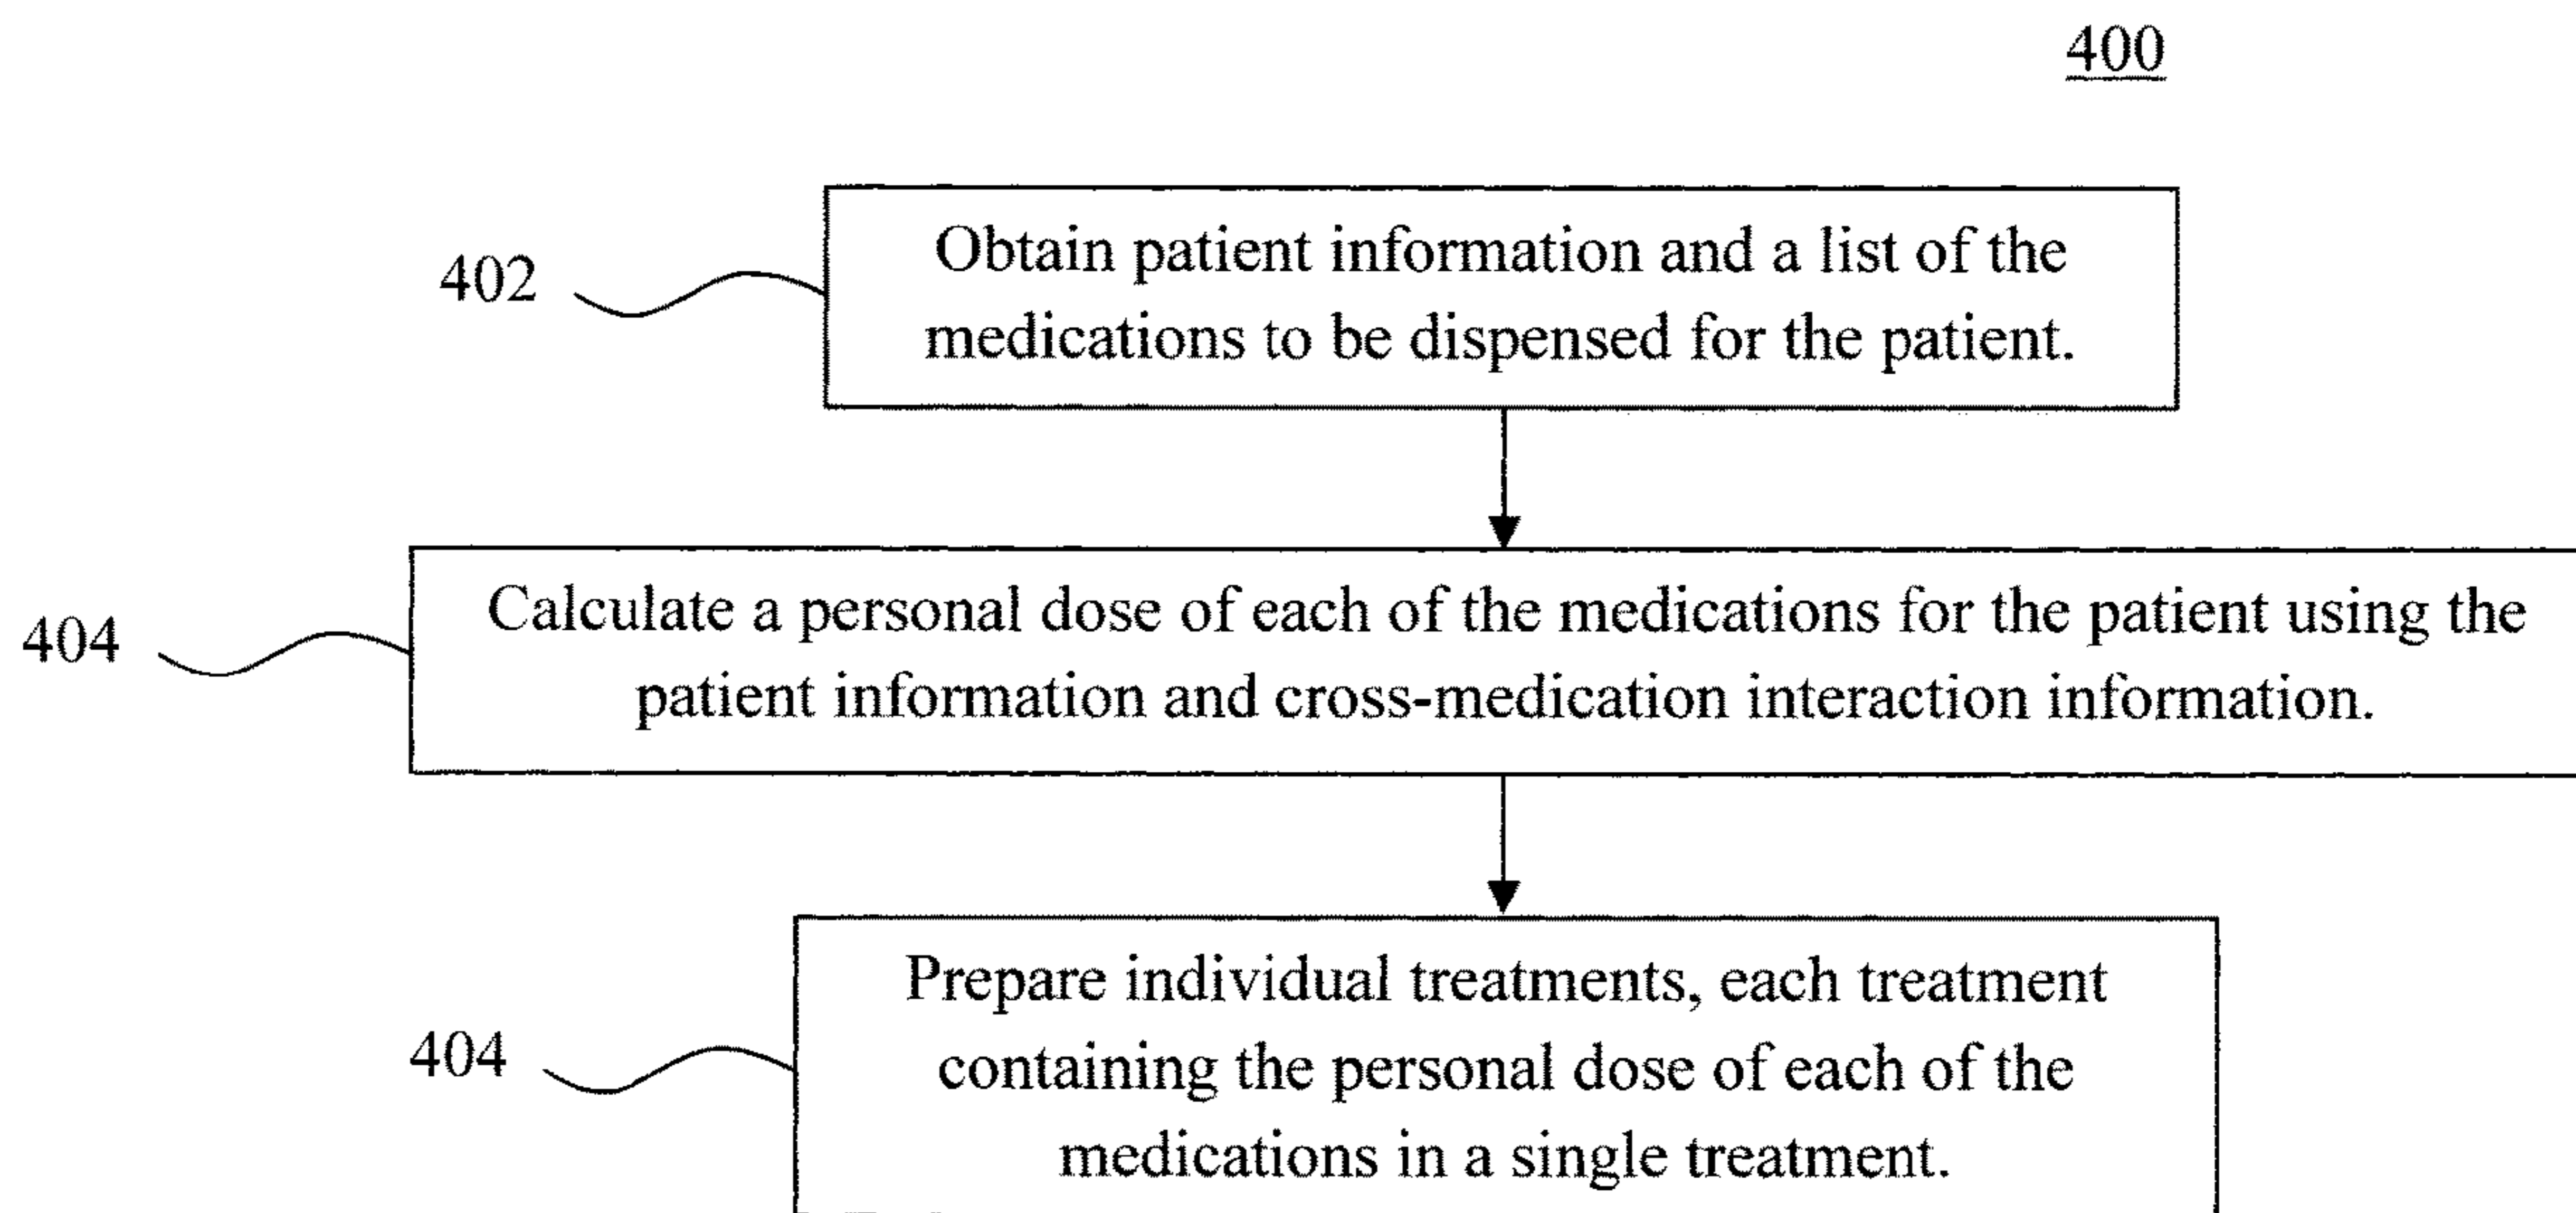 400
402
Obtain patient information and a list of the
medications to be dispensed for the patient.
404
Calculate a personal dose of each of the medications for the patient using the
patient information and cross-medication interaction information.
404
Prepare individual treatments, each treatment
containing the personal dose of each of the
medications in a single treatment.